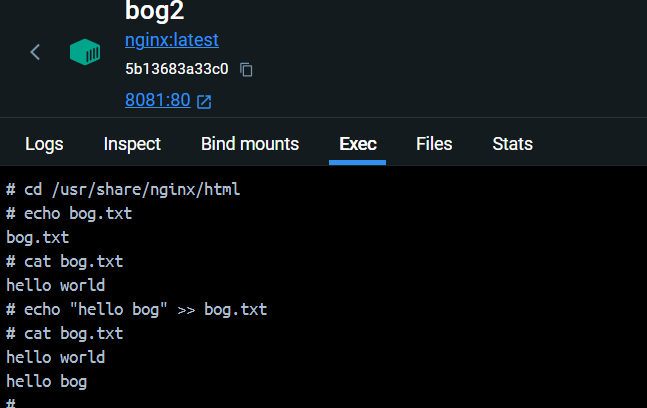 bog2
nginx:latest
5b13683a33c0
8081:80
Logs Inspect Bind mounts Exec Files Stats
# cd /usr/share/nginx/html
# echo bog.txt
bog.txt
# cat bog.txt
hello world
# echo "hello bog" >> bog.txt
# cat bog.txt
hello world
hello bog
#